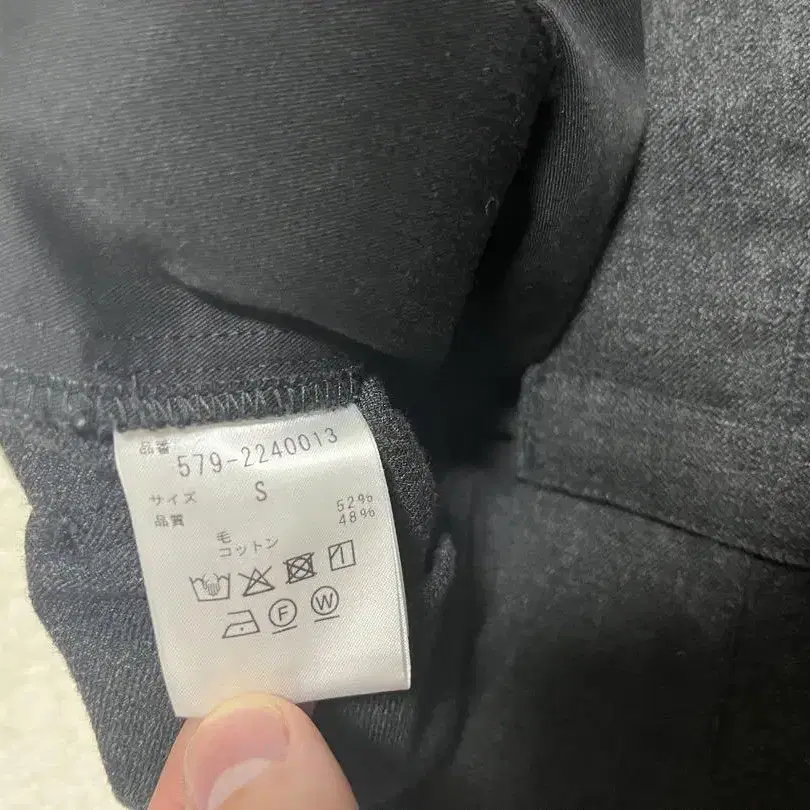 品番
579-2240013
サイズ S
品質
毛 52%
コットン 48%
F W